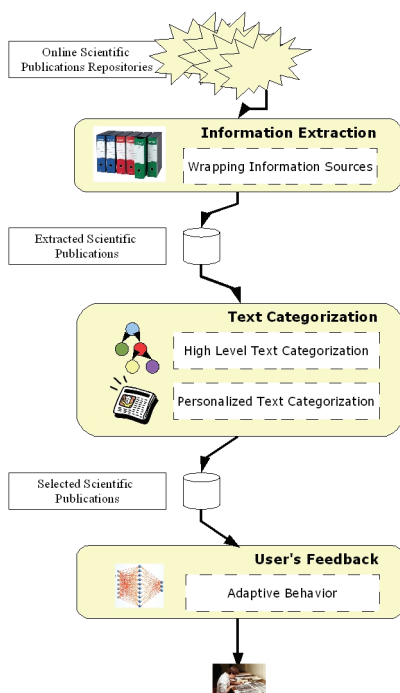 Online Scientific
Publications Repositories
Information Extraction
Wrapping Information Sources
Extracted Scientific
Publications
Text Categorization
High Level Text Categorization
Personalized Text Categorization
Selected Scientific
Publications
User's Feedback
Adaptive Behavior